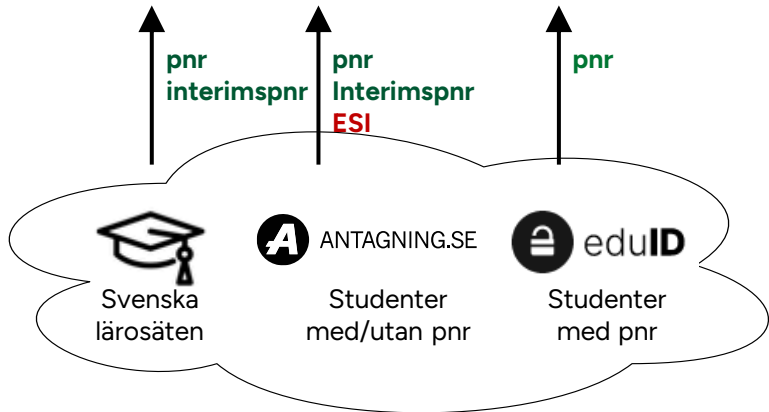 pnr
interimspnr
pnr
Interimspnr
ESI
pnr
ANTAGNING.SE
eduID
Svenska
lärosäten
Studenter
med/utan pnr
Studenter
med pnr